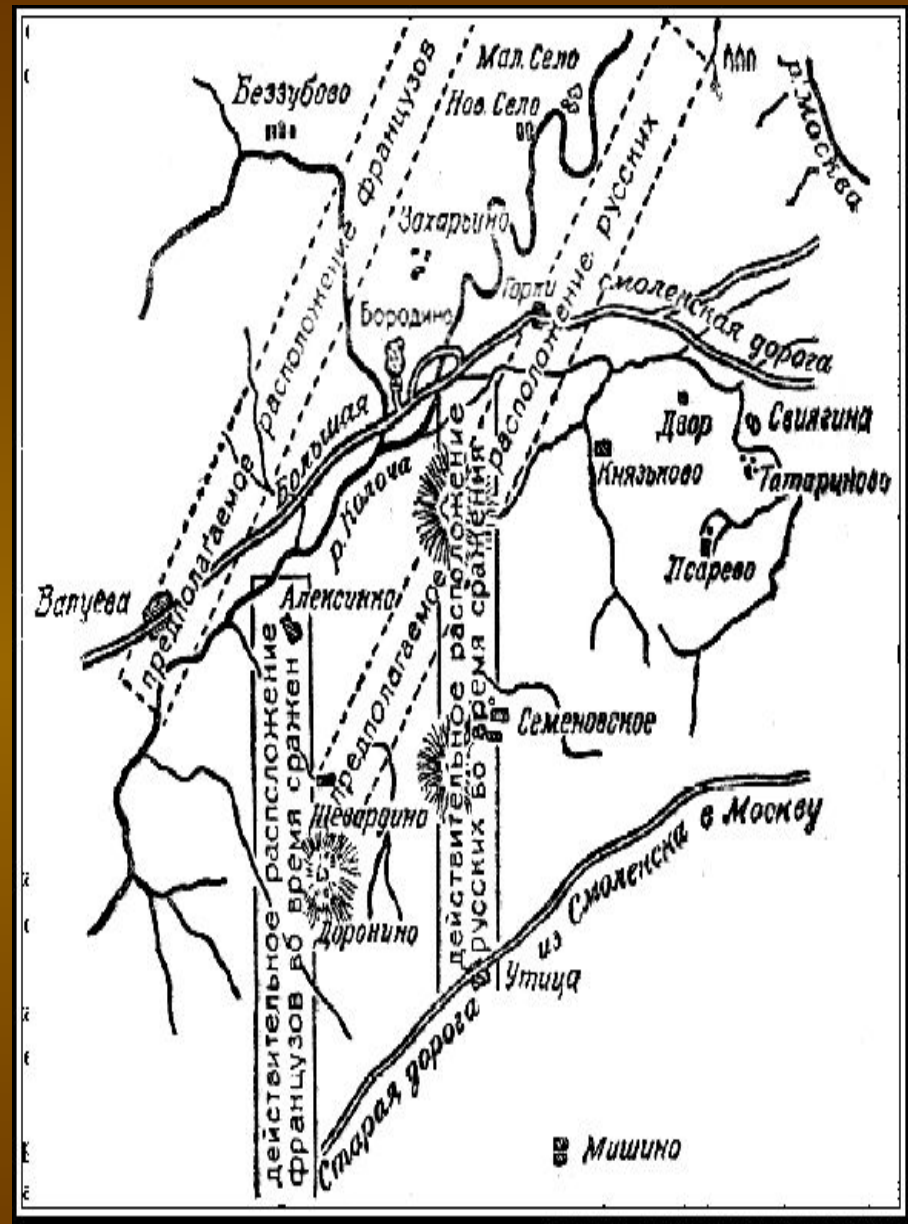 Беззубово
Мал. Село
Нов. Село
р. Москва
предполагаемое расположение французов
Захарьино
Горки
Бородино
смоленская дорога
Большая
р. Колоча
предполагаемое расположение русских
Двор
Свиягина
Князьково
Татариново
Псарево
Валуева
Алексинко
действительное расположение
французов во время сражен
действительное расположение
русских во время сражения
Семеновское
Шевардино
Доронино
Утица
Старая дорога из Смоленска в Москву
Мишино